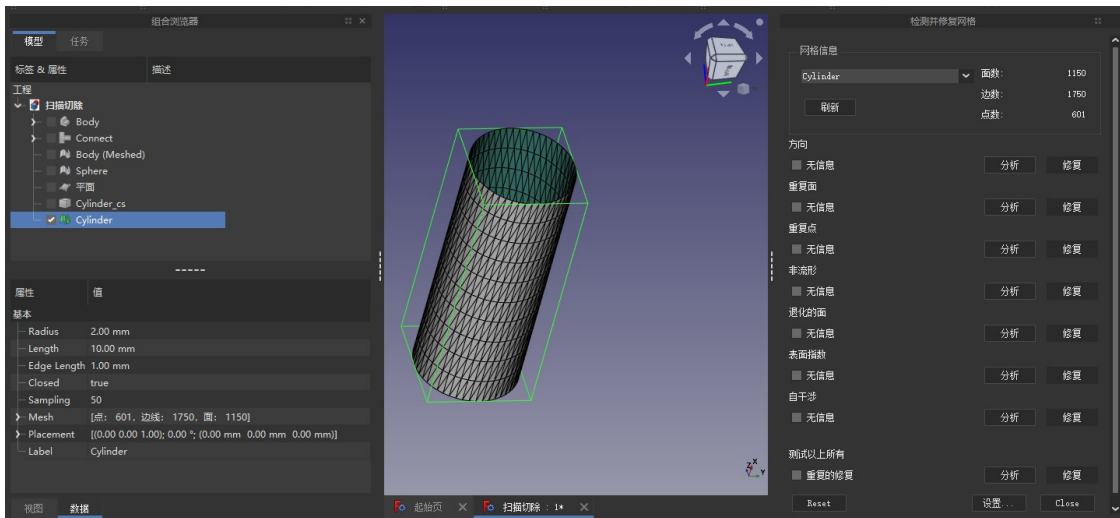 组合浏览器
模型 任务
标签 & 属性 描述
工程
扫描切除
Body
Connect
Body (Meshed)
Sphere
平面
Cylinder_cs
Cylinder
属性 值
基本
Radius 2.00 mm
Length 10.00 mm
Edge Length 1.00 mm
Closed true
Sampling 50
Mesh [点: 601, 边线: 1750, 面: 1150]
Placement [(0.00 0.00 1.00); 0.00 °; (0.00 mm 0.00 mm 0.00 mm)]
Label Cylinder
视图 数据
Z X Y
起始页 扫描切除 : 1*
检测并修复网格
网格信息
Cylinder 面数: 1150
边数: 1750
刷新 点数: 601
方向
无信息 分析 修复
重复面
无信息 分析 修复
重复点
无信息 分析 修复
非流形
无信息 分析 修复
退化的面
无信息 分析 修复
表面指数
无信息 分析 修复
自干涉
无信息 分析 修复
测试以上所有
重复的修复 分析 修复
Reset 设置... Close